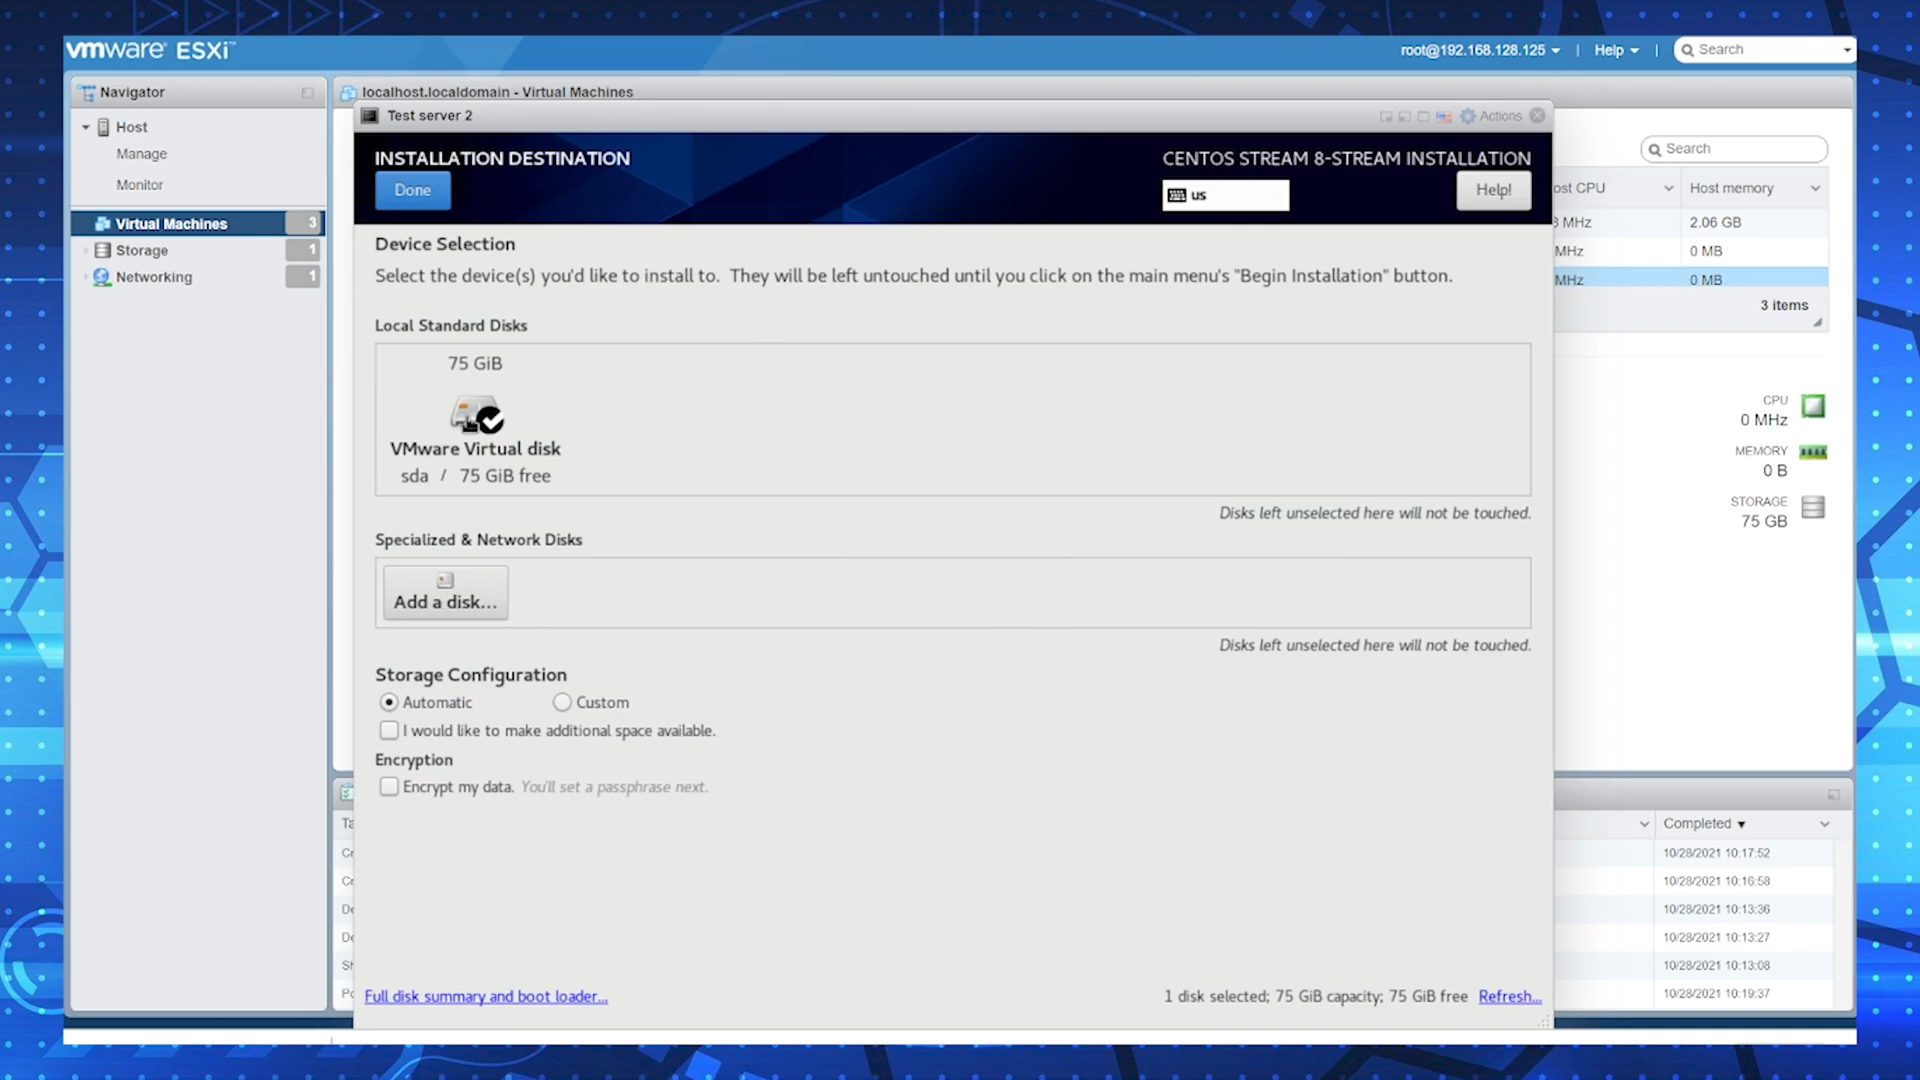 vmware ESXi™
root@192.168.128.125 | Help | Search
Navigator
Host
Manage
Monitor
Virtual Machines 3
Storage 1
Networking 1
localhost.localdomain - Virtual Machines
Test server 2
Actions
INSTALLATION DESTINATION
Done
CENTOS STREAM 8-STREAM INSTALLATION
us
Help!
Device Selection
Select the device(s) you'd like to install to. They will be left untouched until you click on the main menu's "Begin Installation" button.
Local Standard Disks
75 GiB
VMware Virtual disk
sda / 75 GiB free
Disks left unselected here will not be touched.
Specialized & Network Disks
Add a disk...
Disks left unselected here will not be touched.
Storage Configuration
Automatic Custom
I would like to make additional space available.
Encryption
Encrypt my data. You'll set a passphrase next.
Full disk summary and boot loader...
1 disk selected; 75 GiB capacity; 75 GiB free Refresh...
Search
CPU Host memory
MHz 2.06 GB
MHz 0 MB
MHz 0 MB
3 items
CPU
0 MHz
MEMORY
0 B
STORAGE
75 GB
Completed
10/28/2021 10:17:52
10/28/2021 10:16:58
10/28/2021 10:13:36
10/28/2021 10:13:27
10/28/2021 10:13:08
10/28/2021 10:19:37